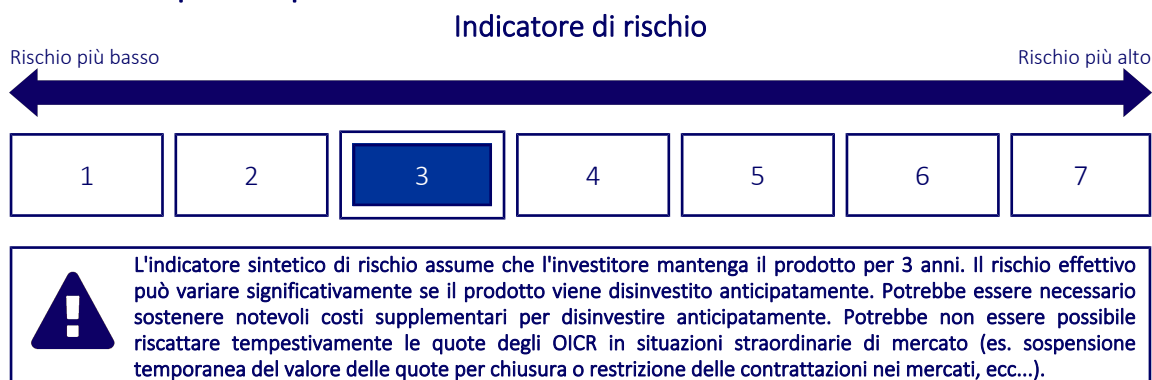 Indicatore di rischio
Rischio più basso
Rischio più alto
1
2
3
4
5
6
7
L'indicatore sintetico di rischio assume che l'investitore mantenga il prodotto per 3 anni. Il rischio effettivo
può variare significativamente se il prodotto viene disinvestito anticipatamente. Potrebbe essere necessario
sostenere notevoli costi supplementari per disinvestire anticipatamente. Potrebbe non essere possibile
riscattare tempestivamente le quote degli OICR in situazioni straordinarie di mercato (es. sospensione
temporanea del valore delle quote per chiusura o restrizione delle contrattazioni nei mercati, ecc...).